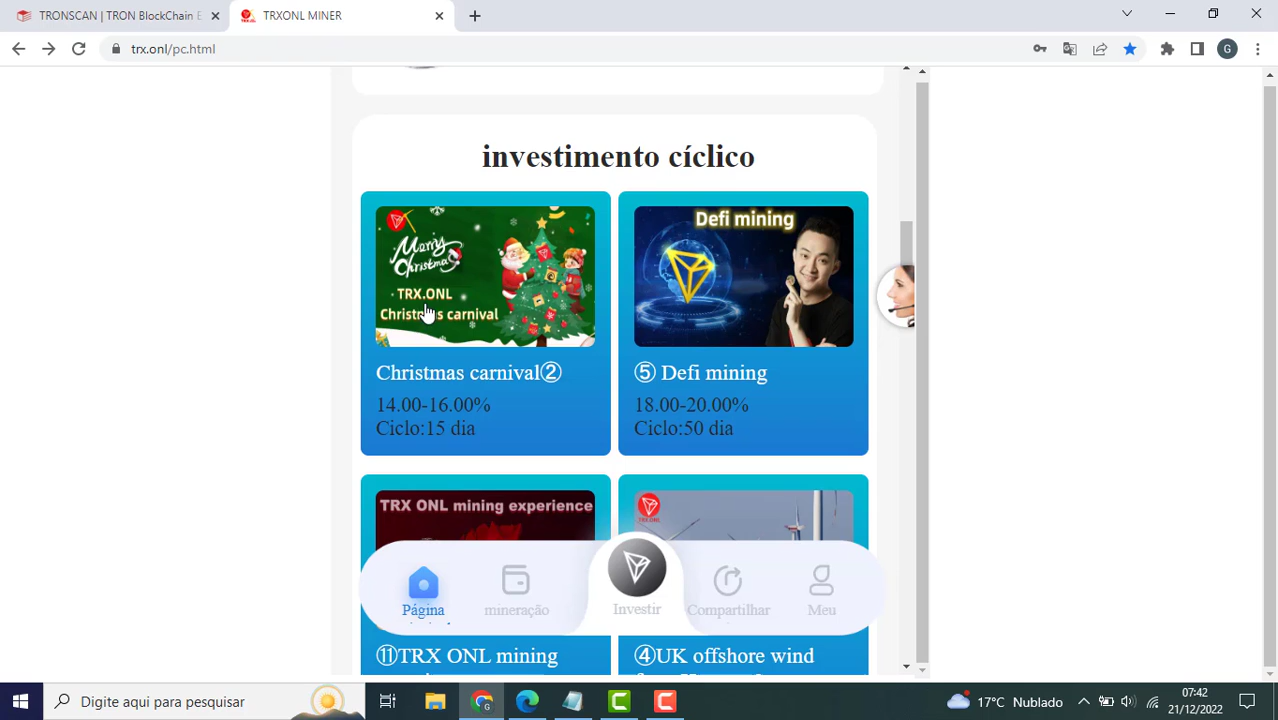 TRONSCAN | TRON BlockChain E
TRXONL MINER
trx.onl/pc.html
G
investimento cíclico
Merry
Christmas
TRX.ONL
Christmas carnival
Christmas carnival②
14.00-16.00%
Ciclo:15 dia
Defi mining
⑤ Defi mining
18.00-20.00%
Ciclo:50 dia
TRX ONL mining experience
TRX.ONL
Página
mineração
Investir
Compartilhar
Meu
⑪TRX ONL mining
④UK offshore wind
Digite aqui para pesquisar
17°C Nublado
07:42
21/12/2022